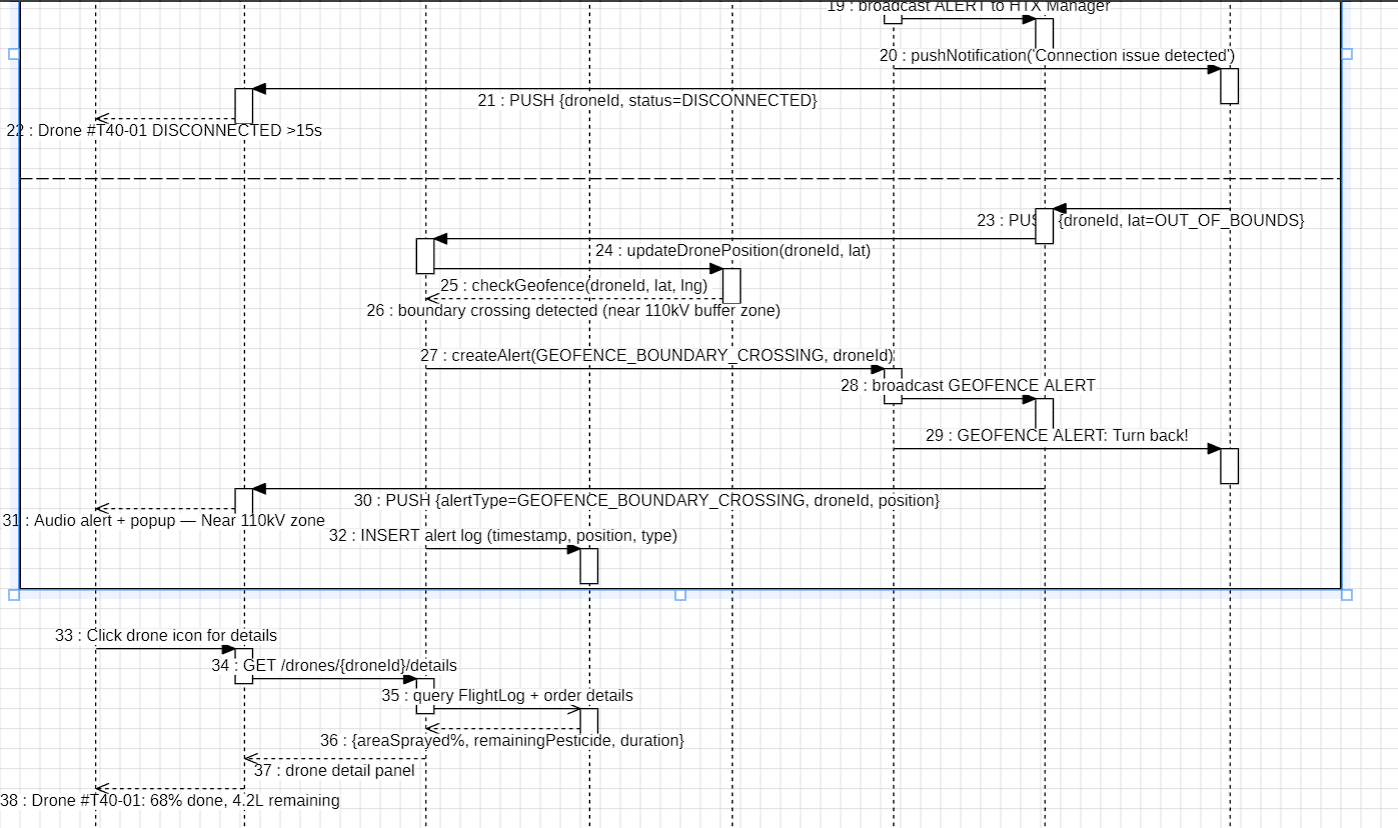 19 : broadcast ALERT to HTX Manager
20 : pushNotification('Connection issue detected')
21 : PUSH {droneId, status=DISCONNECTED}
22 : Drone #T40-01 DISCONNECTED >15s
23 : PUSH {droneId, lat=OUT_OF_BOUNDS}
24 : updateDronePosition(droneId, lat)
25 : checkGeofence(droneId, lat, lng)
26 : boundary crossing detected (near 110kV buffer zone)
27 : createAlert(GEOFENCE_BOUNDARY_CROSSING, droneId)
28 : broadcast GEOFENCE ALERT
29 : GEOFENCE ALERT: Turn back!
30 : PUSH {alertType=GEOFENCE_BOUNDARY_CROSSING, droneId, position}
31 : Audio alert + popup — Near 110kV zone
32 : INSERT alert log (timestamp, position, type)
33 : Click drone icon for details
34 : GET /drones/{droneId}/details
35 : query FlightLog + order details
36 : {areaSprayed%, remainingPesticide, duration}
37 : drone detail panel
38 : Drone #T40-01: 68% done, 4.2L remaining